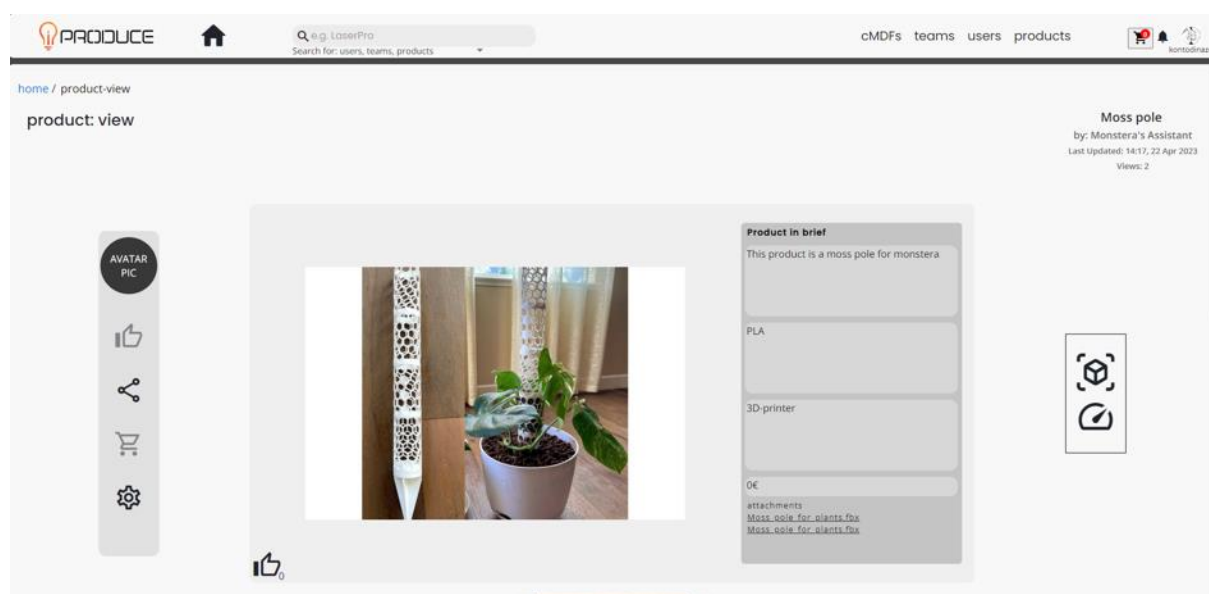 PRODUCE
e.g. LaserPro
Search for: users, teams, products
cMDFs teams users products
0
kontodinas
home / product-view
product: view
Moss pole
by: Monstera's Assistant
Last Updated: 14:17, 22 Apr 2023
Views: 2
AVATAR
PIC
Product in brief
This product is a moss pole for monstera
PLA
3D-printer
0€
attachments
Moss pole for plants.fbx
Moss pole for plants.fbx
0